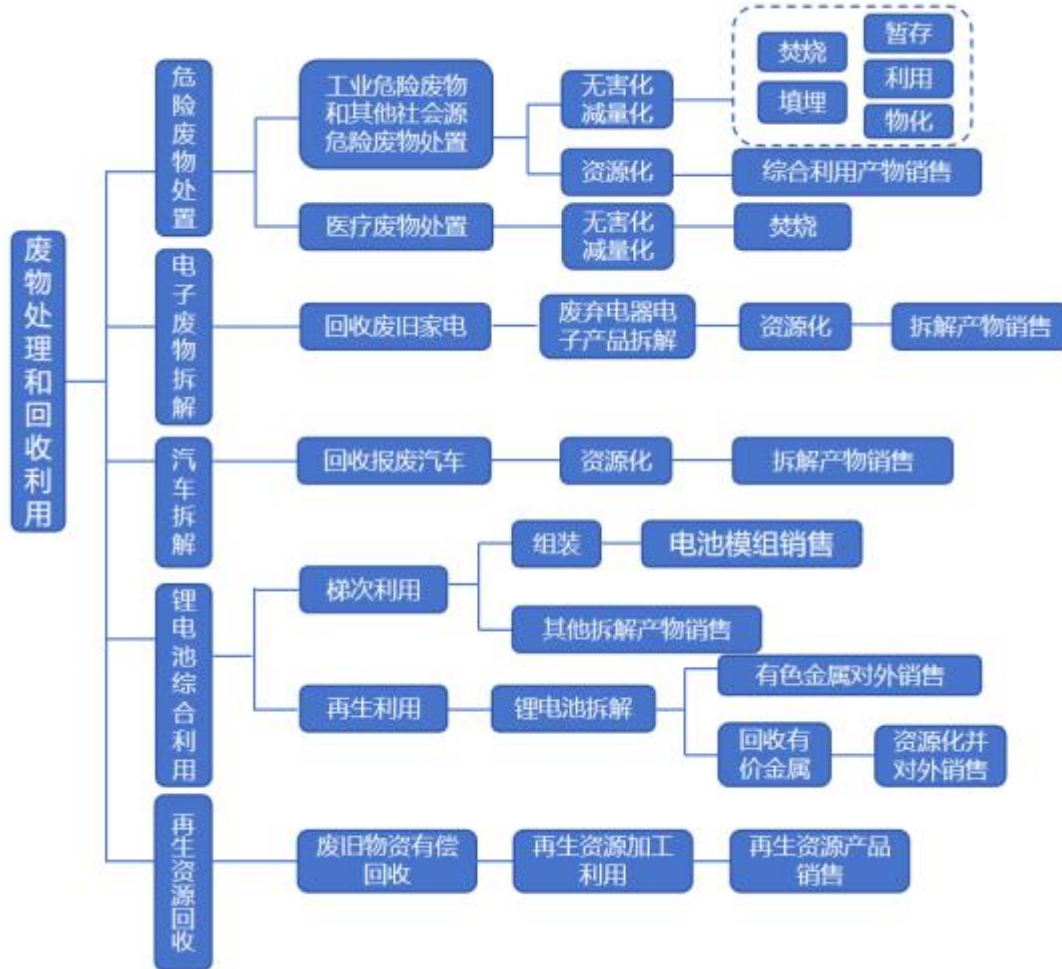 废物处理和回收利用
危险废物处置
工业危险废物
和其他社会源
危险废物处置
无害化
减量化
焚烧
填埋
暂存
利用
物化
资源化
综合利用产物销售
医疗废物处置
无害化
减量化
焚烧
电子废物拆解
回收废旧家电
废弃电器电
子产品拆解
资源化
拆解产物销售
汽车拆解
回收报废汽车
资源化
拆解产物销售
锂电池综合利用
梯次利用
组装
电池模组销售
其他拆解产物销售
再生利用
锂电池拆解
有色金属对外销售
回收有
价金属
资源化并
对外销售
再生资源回收
废旧物资有偿
回收
再生资源加工
利用
再生资源产品
销售